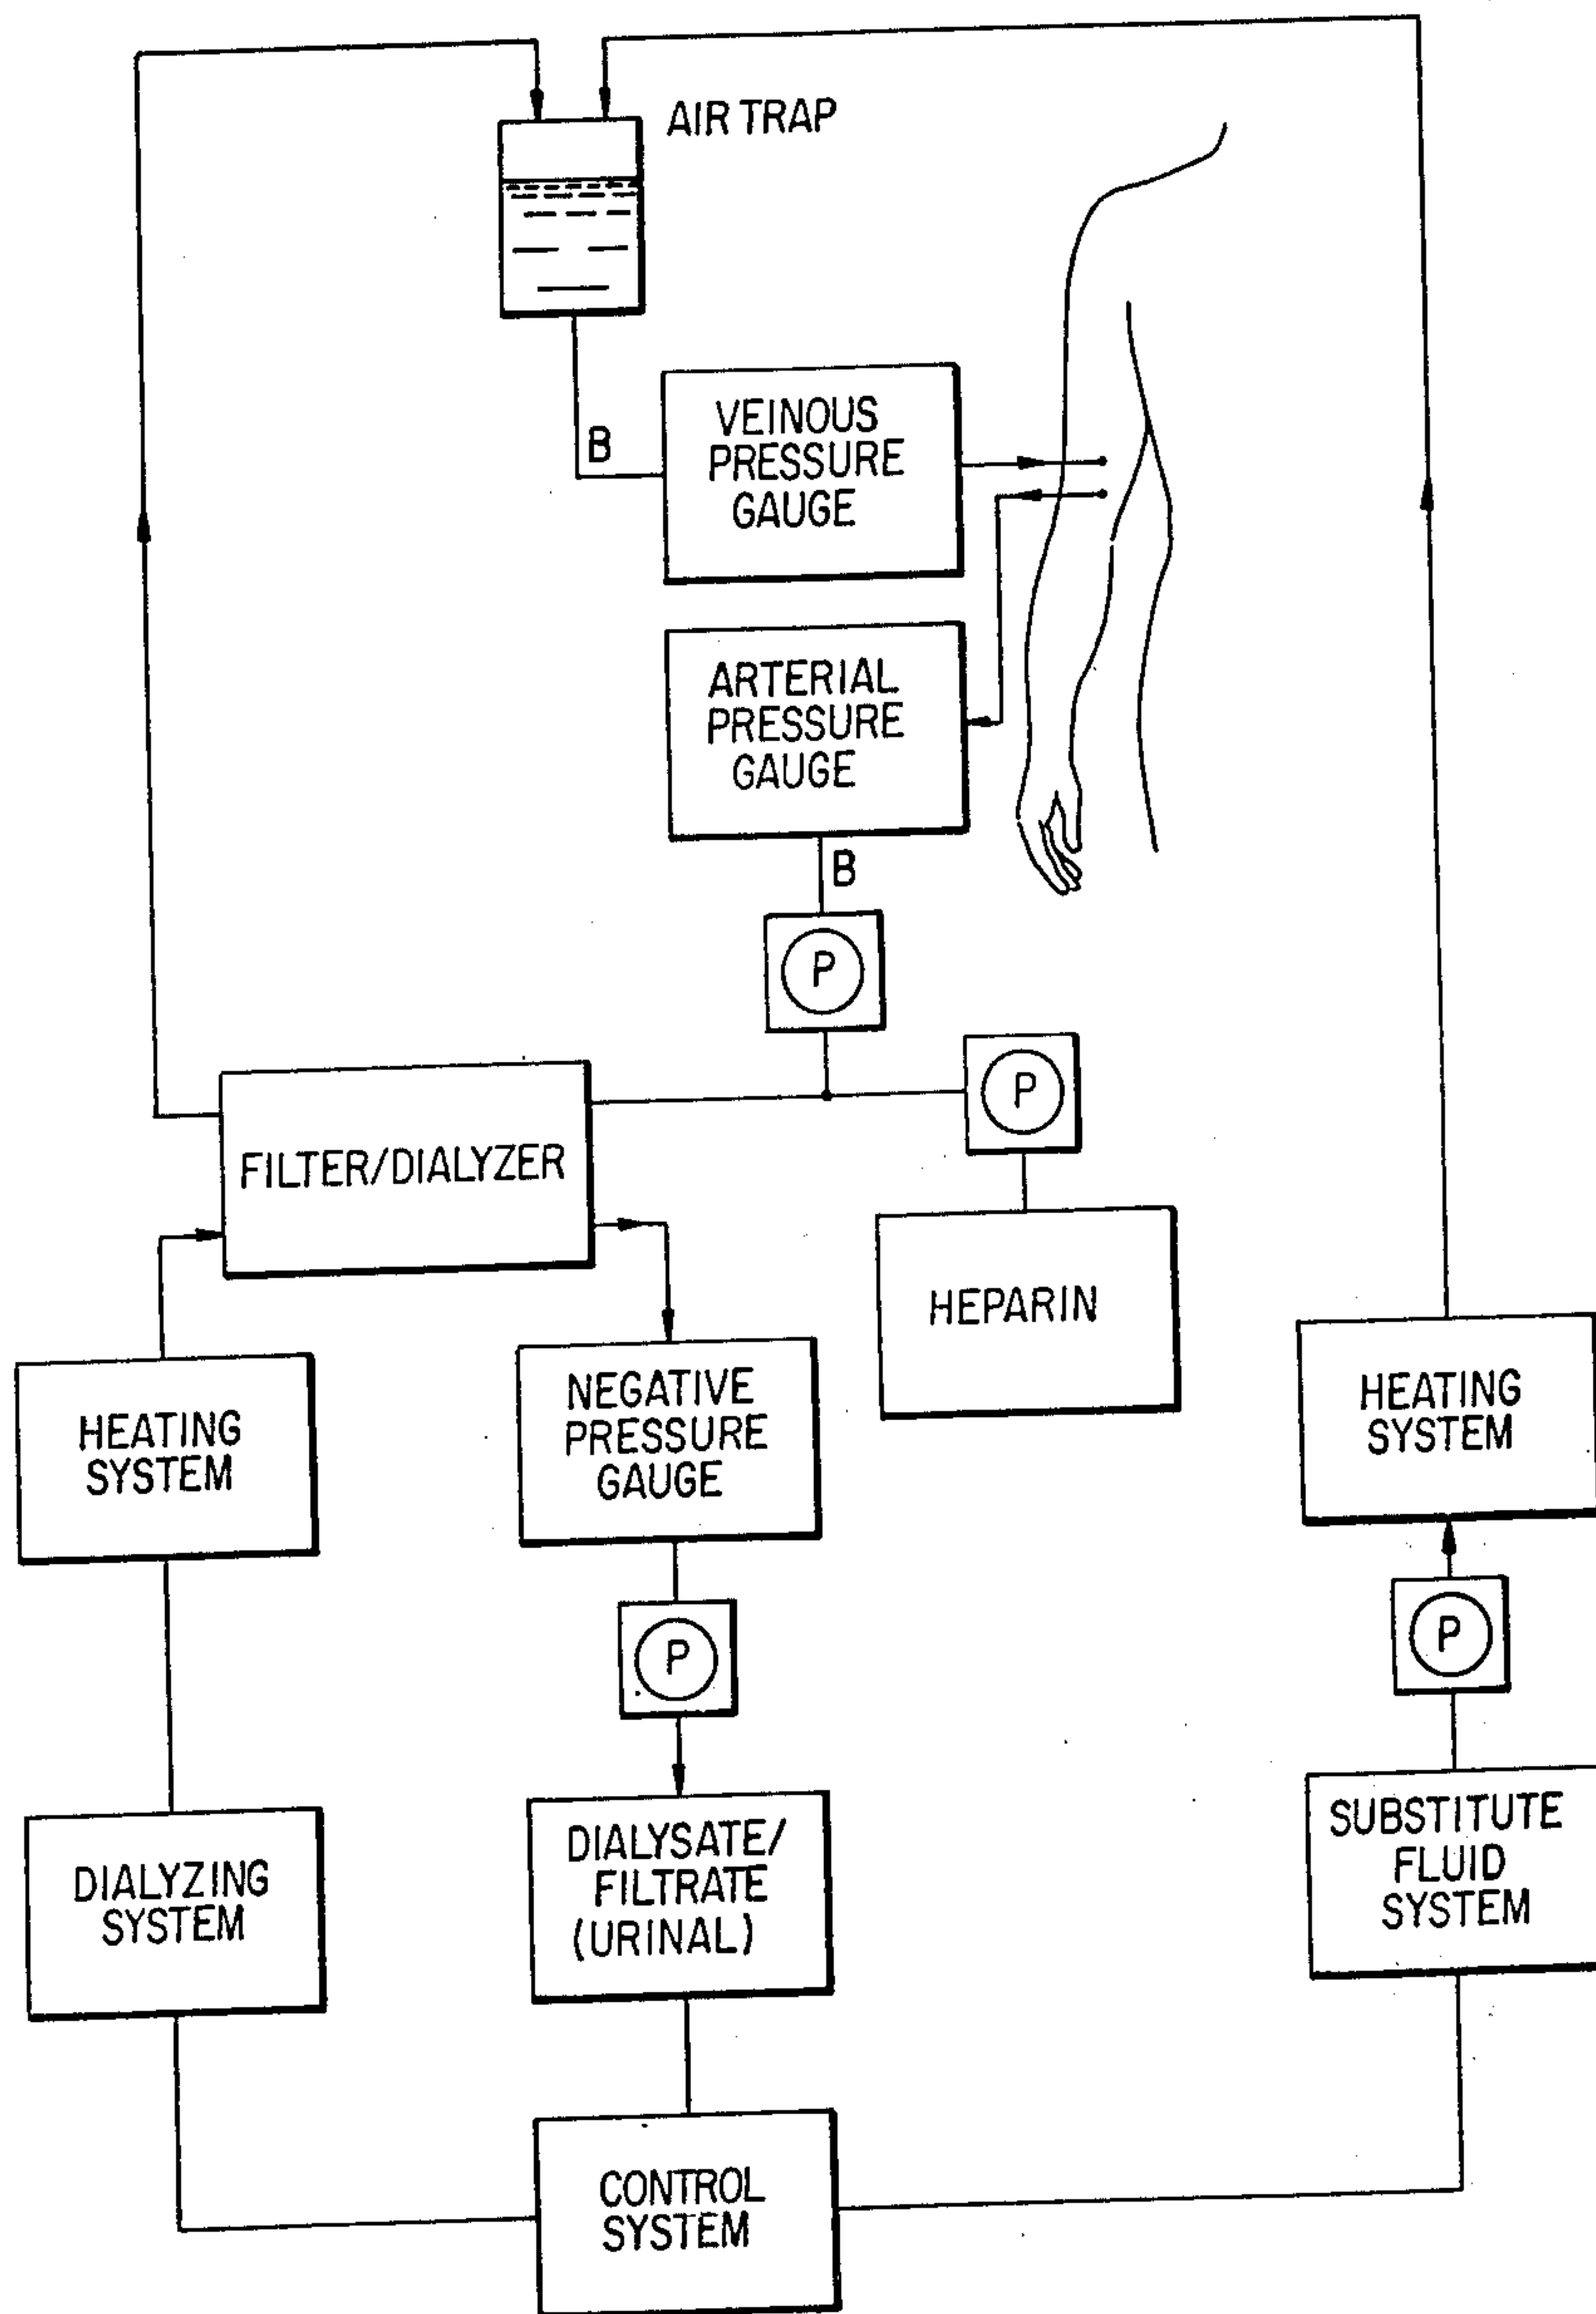 AIR TRAP
VEINOUS
PRESSURE
GAUGE
B
ARTERIAL
PRESSURE
GAUGE
B
P
P
FILTER/DIALYZER
HEPARIN
HEATING
SYSTEM
NEGATIVE
PRESSURE
GAUGE
HEATING
SYSTEM
P
P
DIALYZING
SYSTEM
DIALYSATE/
FILTRATE
(URINAL)
SUBSTITUTE
FLUID
SYSTEM
CONTROL
SYSTEM